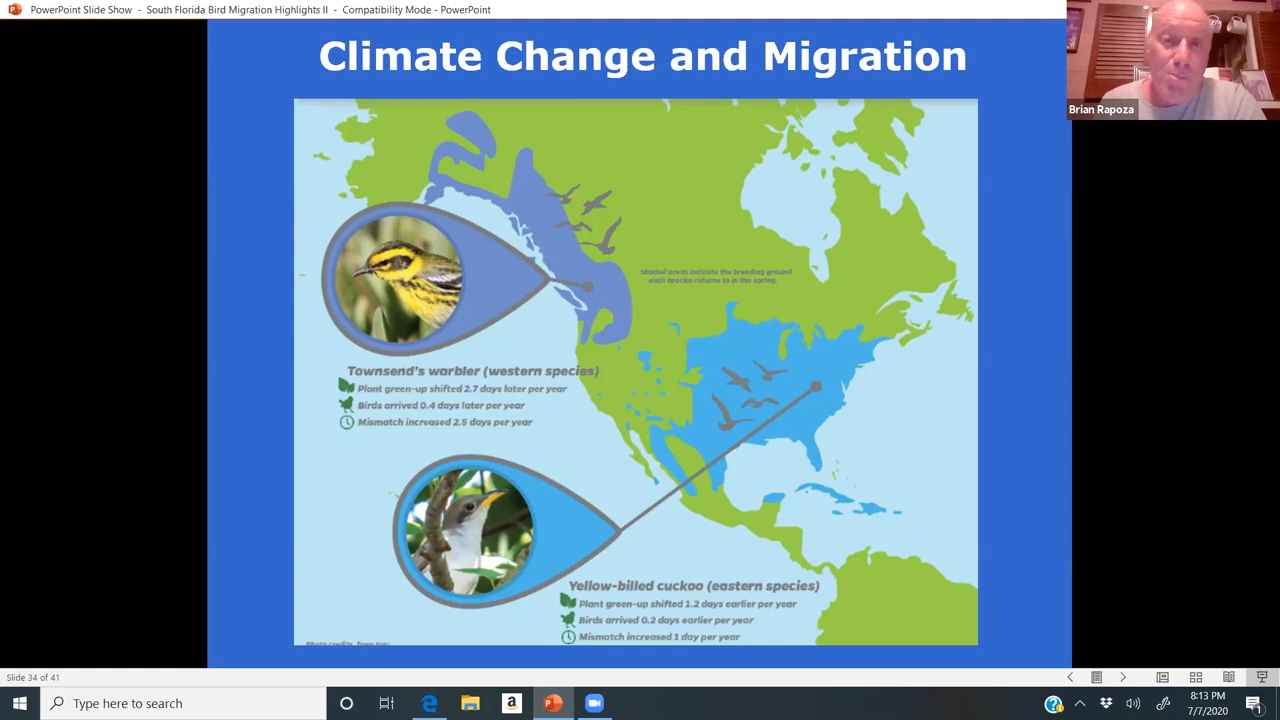 PowerPoint Slide Show - South Florida Bird Migration Highlights II - Compatibility Mode - PowerPoint
Climate Change and Migration
Brian Rapoza
Shaded areas indicate the breeding ground
each species returns to in the spring.
Townsend's warbler (western species)
Plant green-up shifted 2.7 days later per year
Birds arrived 0.4 days later per year
Mismatch increased 2.5 days per year
Yellow-billed cuckoo (eastern species)
Plant green-up shifted 1.2 days earlier per year
Birds arrived 0.2 days earlier per year
Mismatch increased 1 day per year
Slide 34 of 41
Type here to search
8:13 PM
7/7/2020